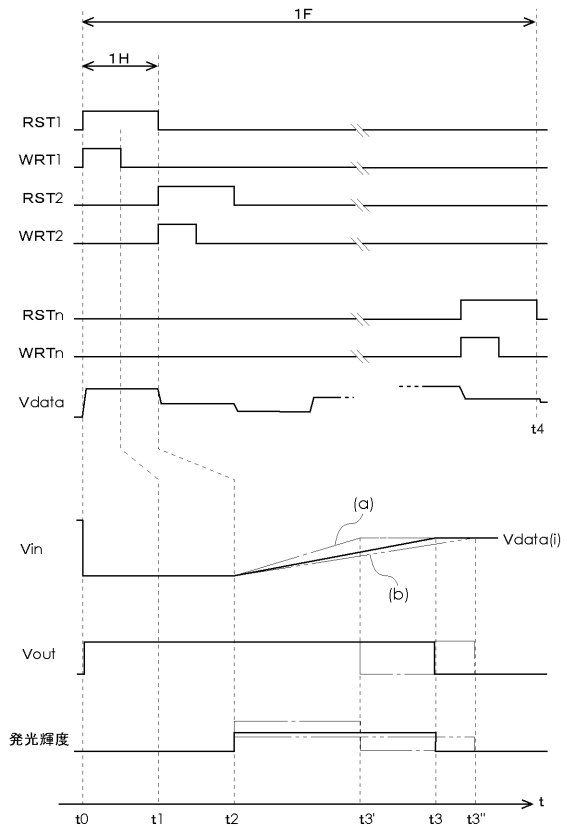 1F
1H
RST1
WRT1
RST2
WRT2
RSTn
WRTn
Vdata
t4
(a)
Vin
Vdata(i)
(b)
Vout
発光輝度
t
t0 t1 t2 t3' t3 t3"